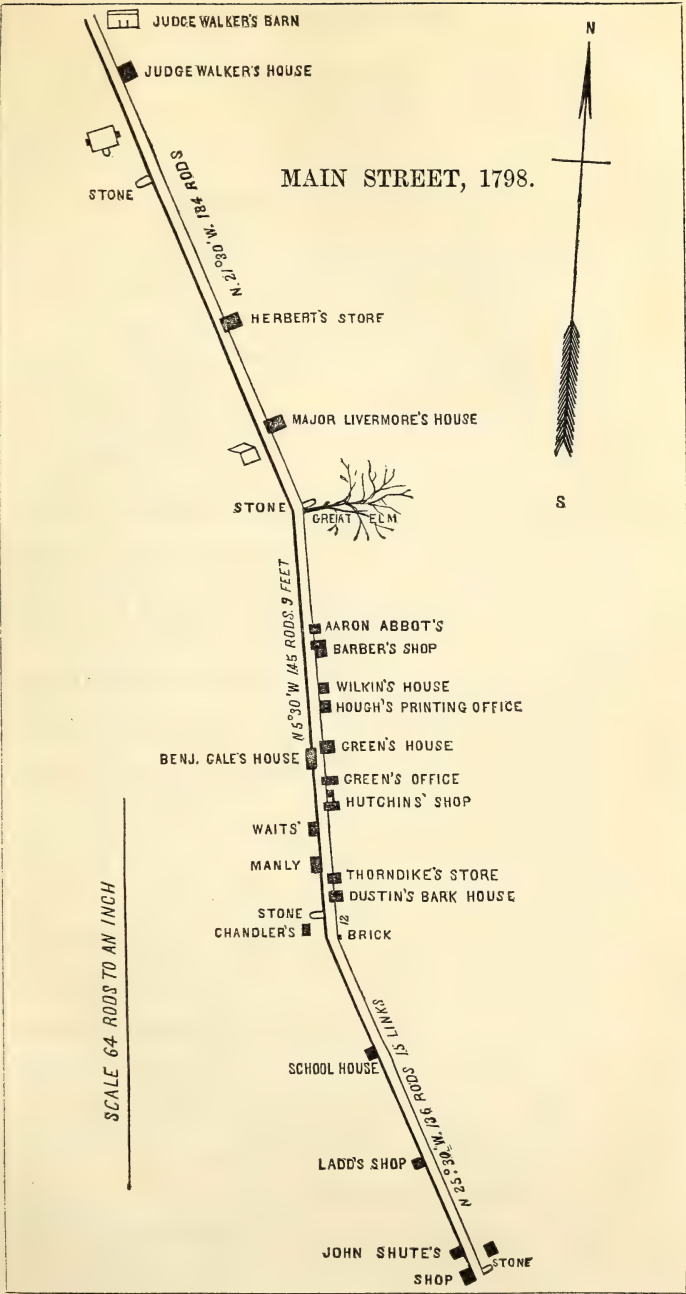 JUDGE WALKER'S BARN
N
JUDGE WALKER'S HOUSE
MAIN STREET, 1798.
STONE
N. 21°30' W. 184 RODS
HERBERT'S STORE
MAJOR LIVERMORE'S HOUSE
STONE
GREAT ELM
S
N 5°30' W 145 RODS. 9 FEET
AARON ABBOT'S
BARBER'S SHOP
WILKIN'S HOUSE
HOUGH'S PRINTING OFFICE
GREEN'S HOUSE
BENJ. GALE'S HOUSE
GREEN'S OFFICE
HUTCHINS' SHOP
WAITS'
MANLY
THORNDIKE'S STORE
DUSTIN'S BARK HOUSE
STONE
12
CHANDLER'S
BRICK
SCALE 64 RODS TO AN INCH
N 25°30' W. 136 RODS 15 LINKS
SCHOOL HOUSE
LADD'S SHOP
JOHN SHUTE'S
STONE
SHOP